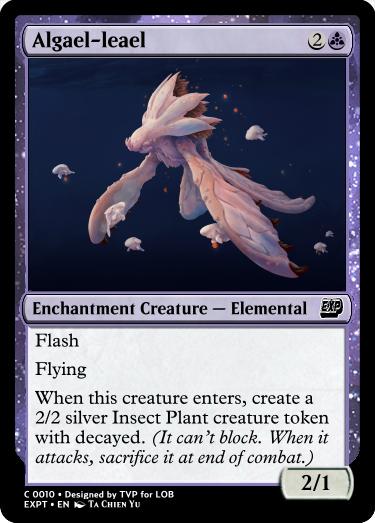 Algael-leael 2
EXP
Enchantment Creature — Elemental
Flash
Flying
When this creature enters, create a
2/2 silver Insect Plant creature token
with decayed. (It can't block. When it
attacks, sacrifice it at end of combat.)
2/1
C 0010 • Designed by TVP for LOB
EXPT • EN Ta Chien Yu